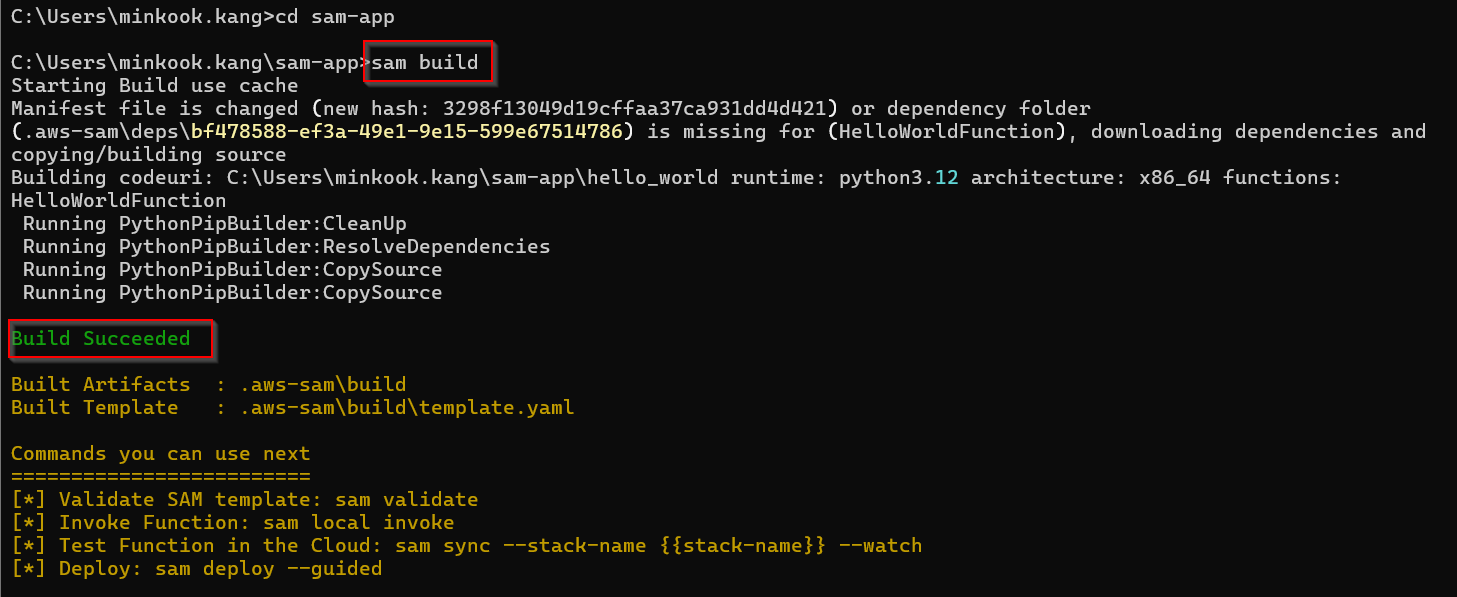 C:\Users\minkook.kang>cd sam-app
C:\Users\minkook.kang\sam-app>sam build
Starting Build use cache
Manifest file is changed (new hash: 3298f13049d19cffaa37ca931dd4d421) or dependency folder
(.aws-sam\deps\bf478588-ef3a-49e1-9e15-599e67514786) is missing for (HelloWorldFunction), downloading dependencies and
copying/building source
Building codeuri: C:\Users\minkook.kang\sam-app\hello_world runtime: python3.12 architecture: x86_64 functions:
HelloWorldFunction
 Running PythonPipBuilder:CleanUp
 Running PythonPipBuilder:ResolveDependencies
 Running PythonPipBuilder:CopySource
 Running PythonPipBuilder:CopySource
Build Succeeded
Built Artifacts  : .aws-sam\build
Built Template   : .aws-sam\build\template.yaml
Commands you can use next
=========================
[*] Validate SAM template: sam validate
[*] Invoke Function: sam local invoke
[*] Test Function in the Cloud: sam sync --stack-name {{stack-name}} --watch
[*] Deploy: sam deploy --guided